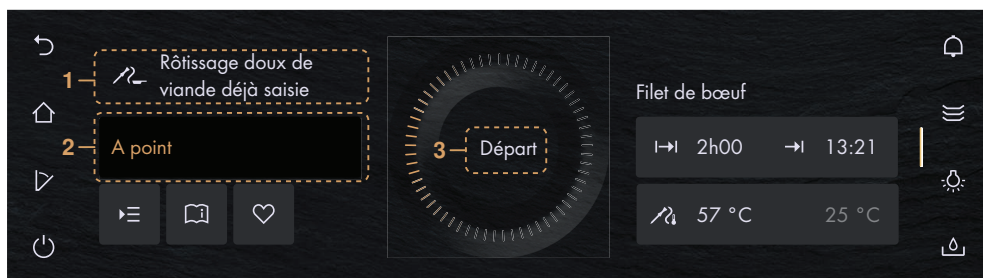 1
Rôtissage doux de
viande déjà saisie
2
A point
3
Départ
Filet de bœuf
2h00 13:21
57 °C 25 °C